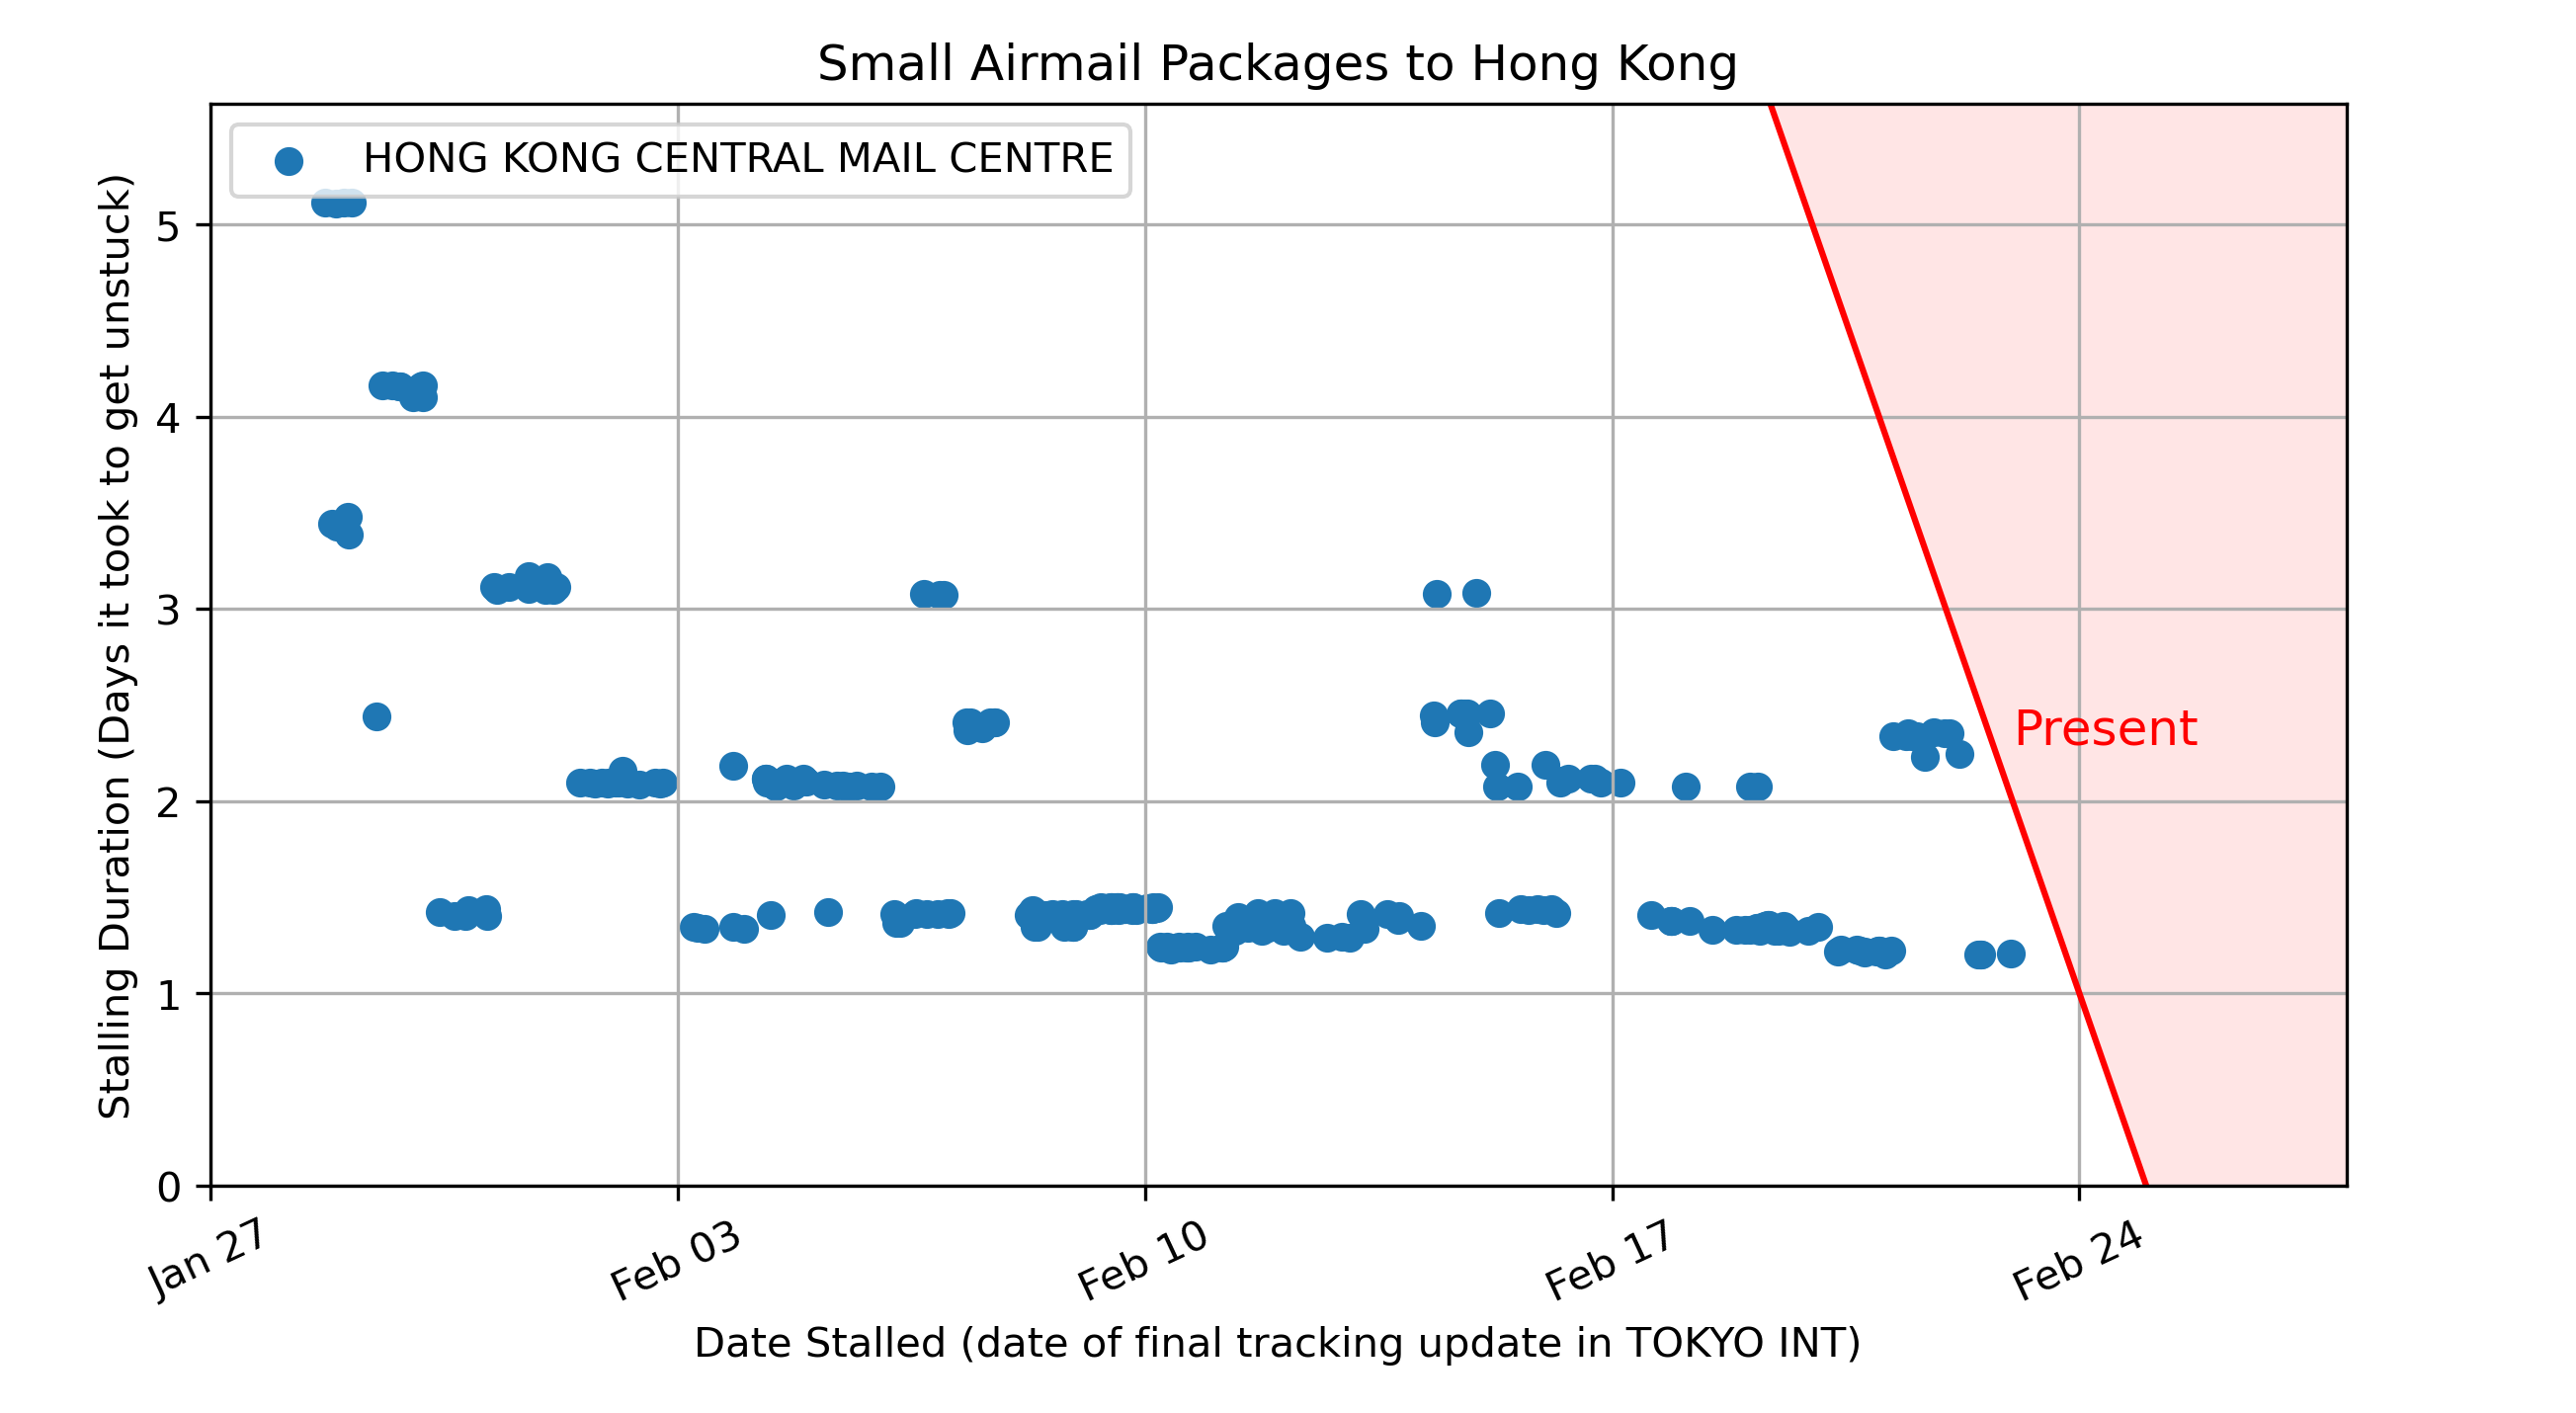 Small Airmail Packages to Hong Kong
HONG KONG CENTRAL MAIL CENTRE
Stalling Duration (Days it took to get unstuck)
5
4
3
2
1
0
Present
Jan 27
Feb 03
Feb 10
Feb 17
Feb 24
Date Stalled (date of final tracking update in TOKYO INT)